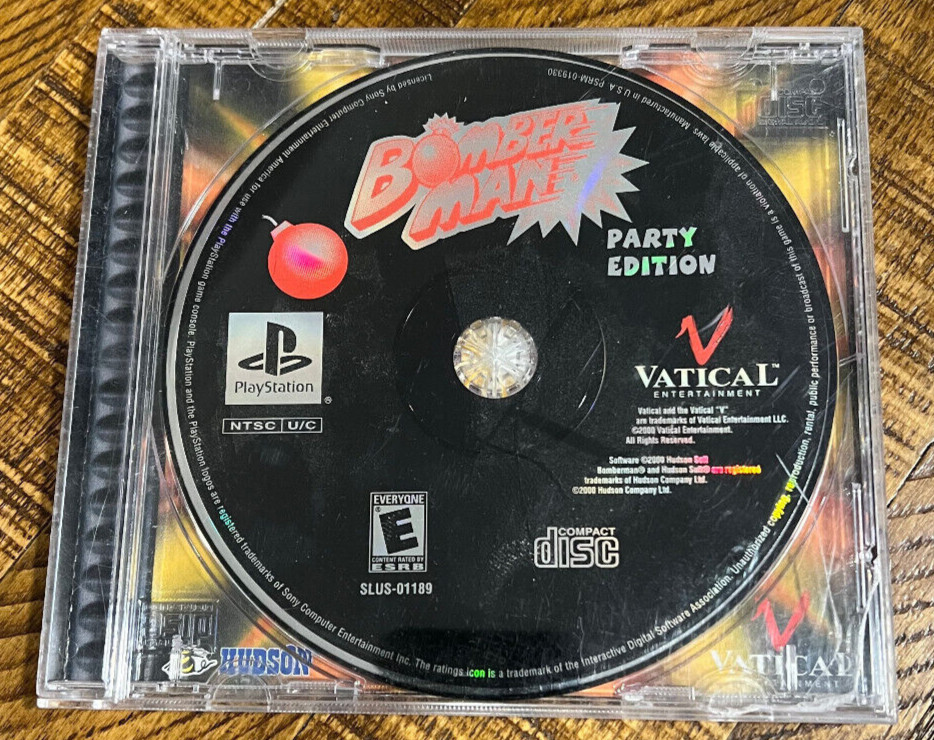 Licensed by Sony Computer Entertainment America for use with the PlayStation game console. PlayStation and the PlayStation logos are registered trademarks of Sony Computer Entertainment Inc. The ratings icon is a trademark of the Interactive Digital Software Association. Unauthorized copying, reproduction, rental, public performance or broadcast of this game is a violation of applicable laws. Manufactured in U.S.A. PSRM-019330
BOMBER
MAN
PARTY
EDITION
PlayStation
®
NTSC U/C
V
VATICAL™
ENTERTAINMENT
Vatical and the Vatical "V"
are trademarks of Vatical Entertainment LLC.
©2000 Vatical Entertainment.
All Rights Reserved.
Software ©2000 Hudson Soft
Bomberman® and Hudson Soft® are registered
trademarks of Hudson Company Ltd.
©2000 Hudson Company Ltd.
EVERYONE
E
®
CONTENT RATED BY
ESRB
SLUS-01189
COMPACT
disc
disc
HUDSON
V
VATICAL
ENTERTAINMENT